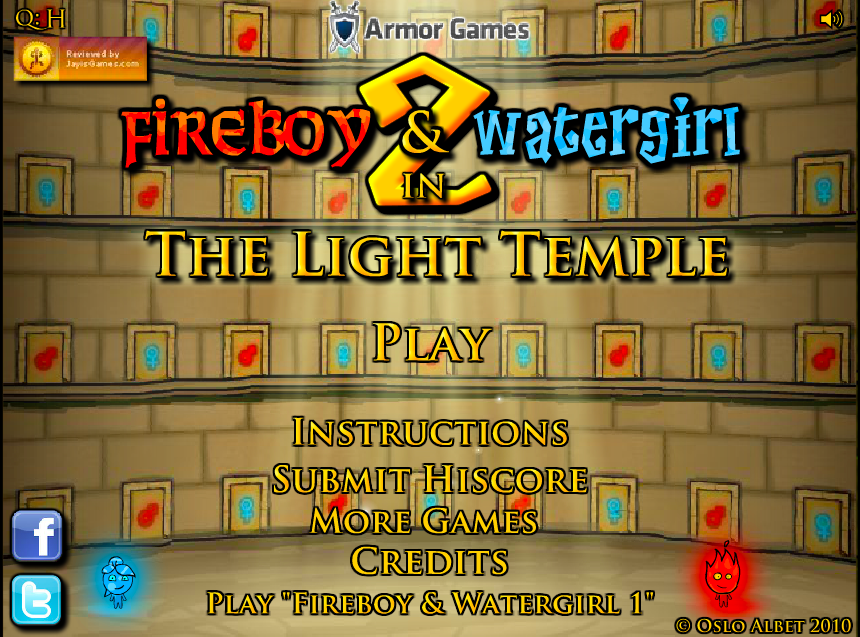 Q: H
Armor Games
Reviewed by
JayIsGames.com
FIREBOY & WATERGIRL
2
IN
THE LIGHT TEMPLE
PLAY
INSTRUCTIONS
SUBMIT HISCORE
MORE GAMES
CREDITS
PLAY "FIREBOY & WATERGIRL 1"
© OSLO ALBET 2010
f
t